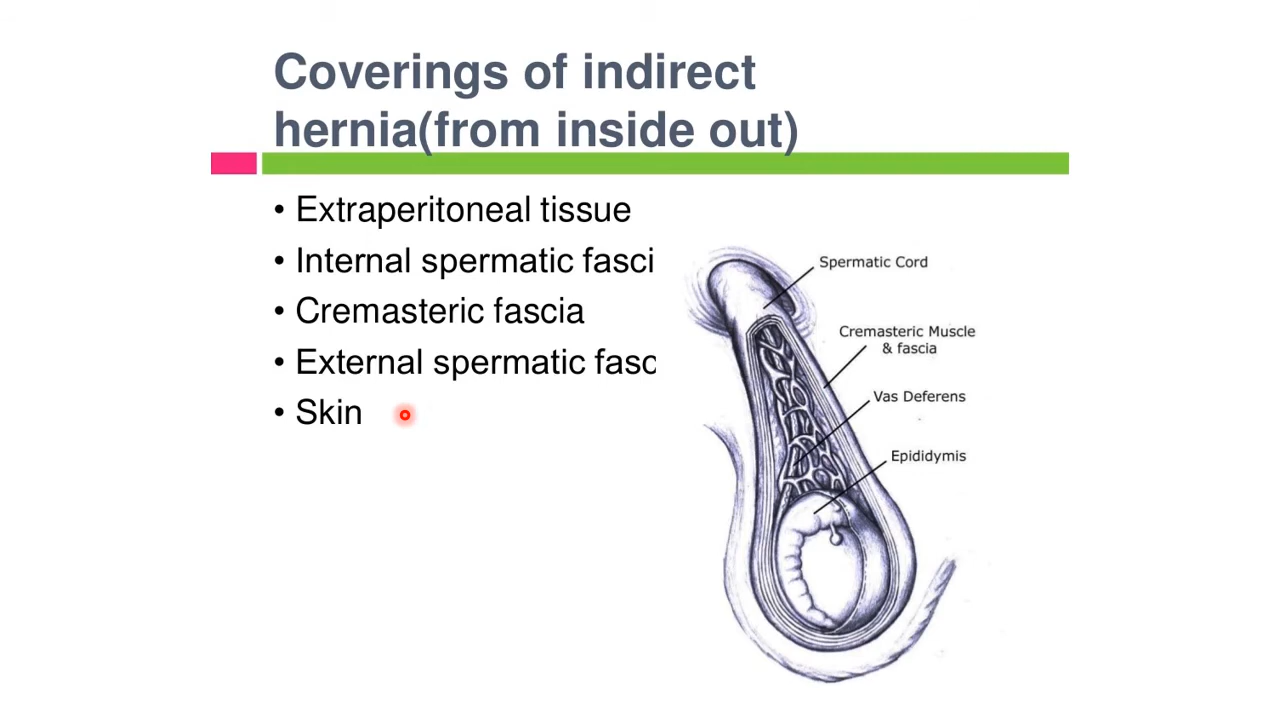 Coverings of indirect
hernia(from inside out)
• Extraperitoneal tissue
• Internal spermatic fasci
• Cremasteric fascia
• External spermatic fasc
• Skin
Spermatic Cord
Cremasteric Muscle
& fascia
Vas Deferens
Epididymis